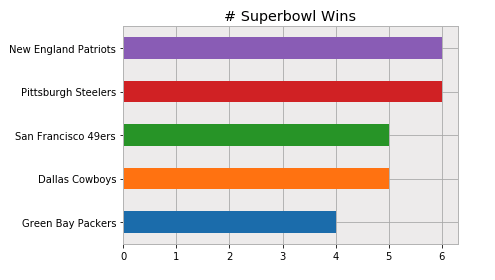 # Superbowl Wins
New England Patriots
Pittsburgh Steelers
San Francisco 49ers
Dallas Cowboys
Green Bay Packers
0 1 2 3 4 5 6